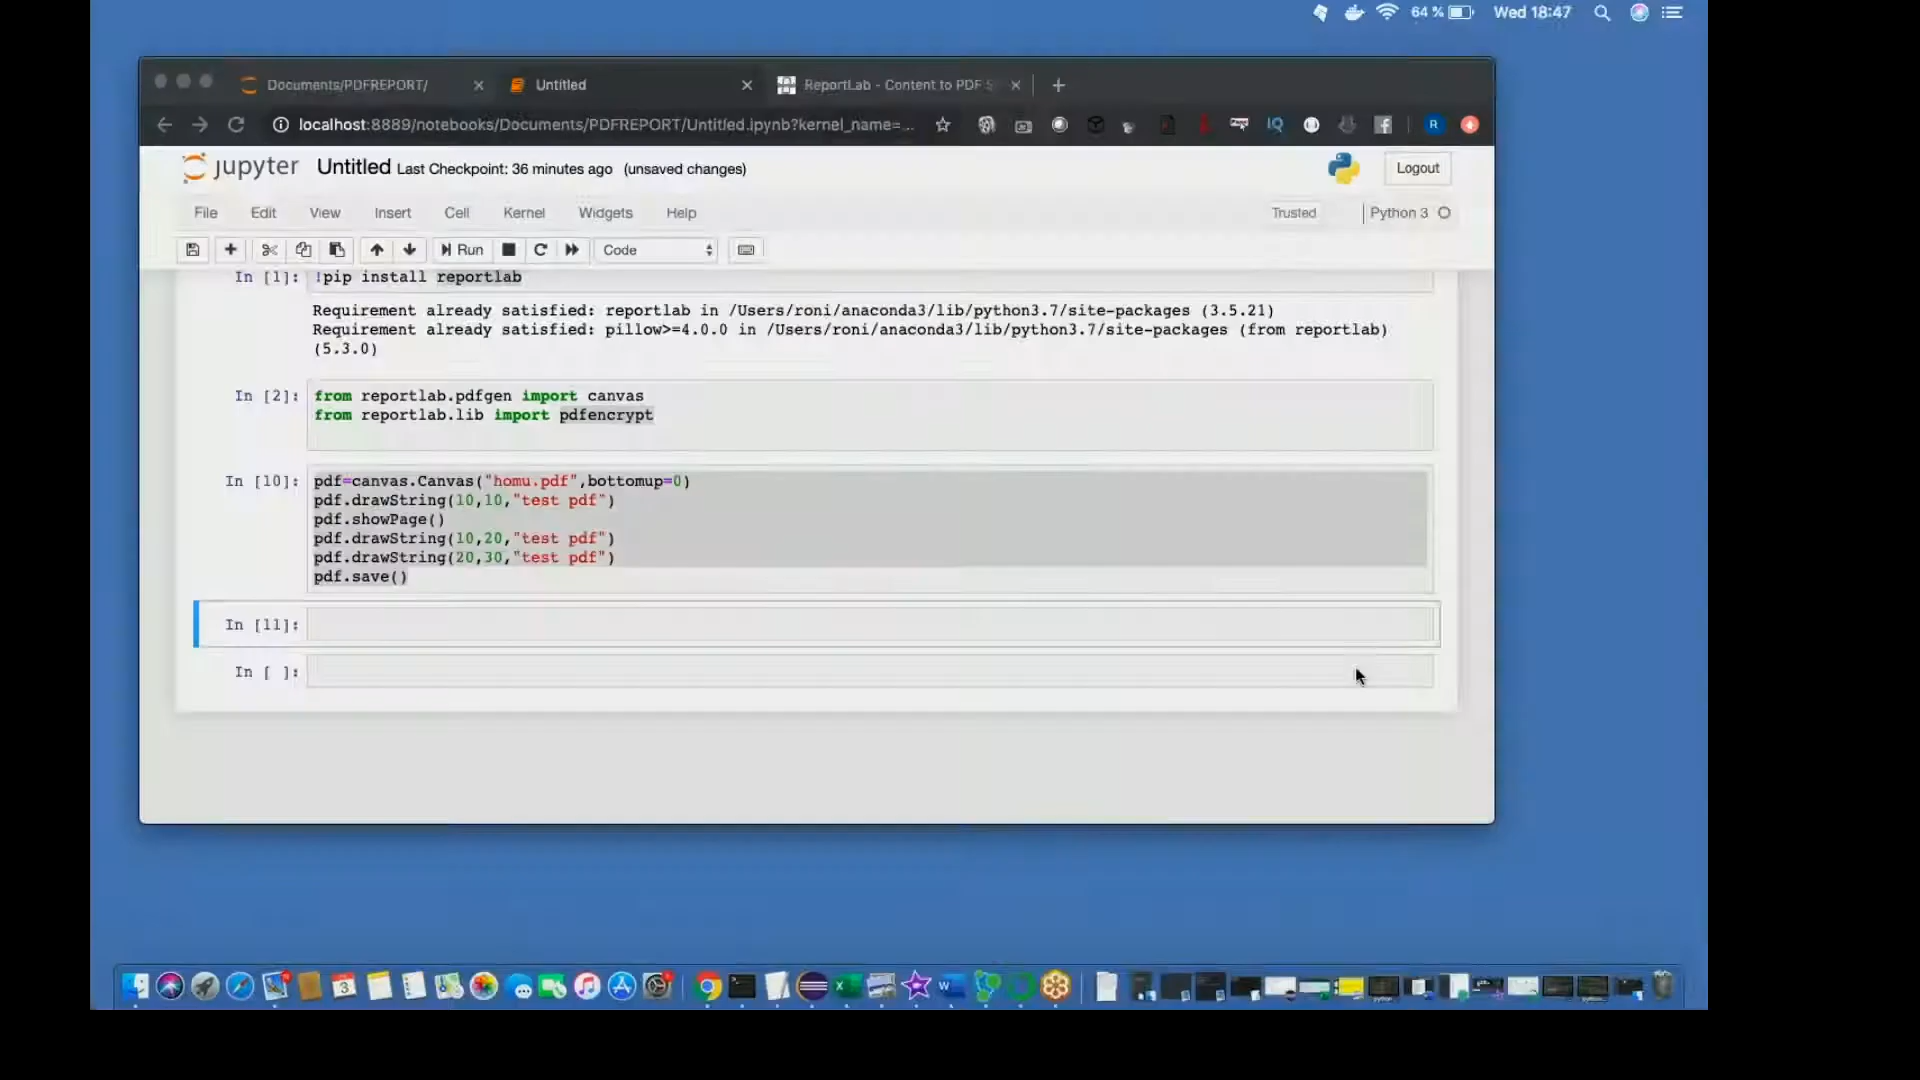 64 % Wed 18:47
Documents/PDFREPORT/ Untitled ReportLab - Content to PDF S
localhost:8889/notebooks/Documents/PDFREPORT/Untitled.ipynb?kernel_name=... R
jupyter Untitled Last Checkpoint: 36 minutes ago (unsaved changes) Logout
File Edit View Insert Cell Kernel Widgets Help Trusted Python 3
Run Code
In [1]: !pip install reportlab
Requirement already satisfied: reportlab in /Users/roni/anaconda3/lib/python3.7/site-packages (3.5.21)
Requirement already satisfied: pillow>=4.0.0 in /Users/roni/anaconda3/lib/python3.7/site-packages (from reportlab)
(5.3.0)
In [2]: from reportlab.pdfgen import canvas
from reportlab.lib import pdfencrypt
In [10]: pdf=canvas.Canvas("homu.pdf",bottomup=0)
pdf.drawString(10,10,"test pdf")
pdf.showPage()
pdf.drawString(10,20,"test pdf")
pdf.drawString(20,30,"test pdf")
pdf.save()
In [11]:
In [ ]:
3